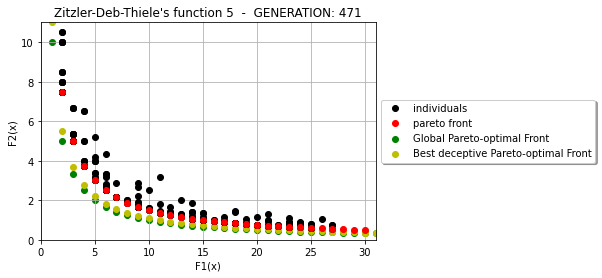 Zitzler-Deb-Thiele's function 5 - GENERATION: 471
F2(x)
10
8
6
4
2
0
0 5 10 15 20 25 30
F1(x)
individuals
pareto front
Global Pareto-optimal Front
Best deceptive Pareto-optimal Front